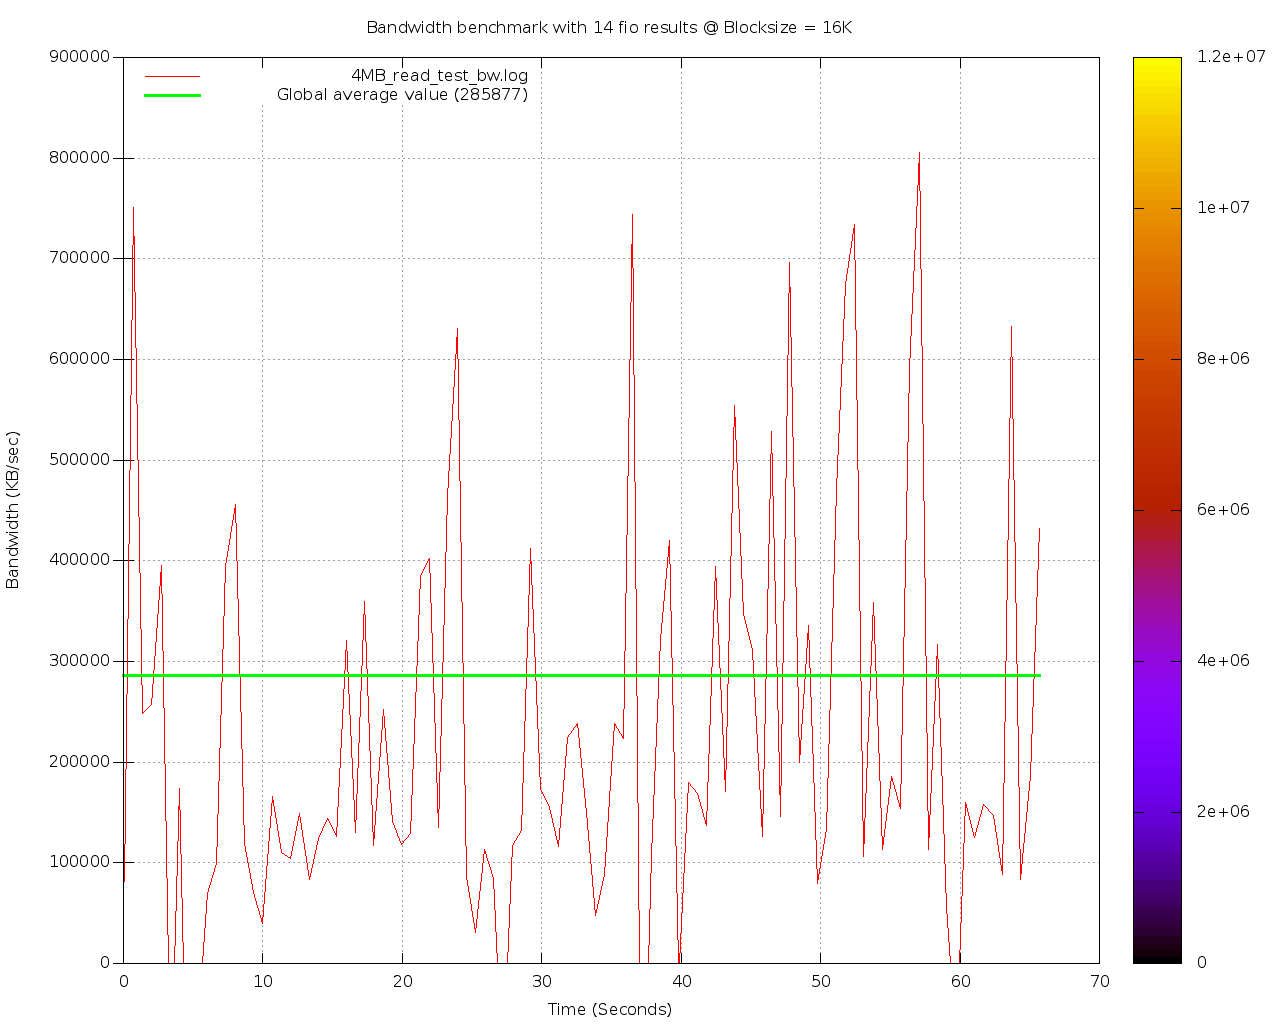 Bandwidth benchmark with 14 fio results @ Blocksize = 16K
4MB_read_test_bw.log
Global average value (285877)
900000
800000
700000
600000
500000
400000
300000
200000
100000
0
Bandwidth (KB/sec)
0 10 20 30 40 50 60 70
Time (Seconds)
1.2e+07
1e+07
8e+06
6e+06
4e+06
2e+06
0